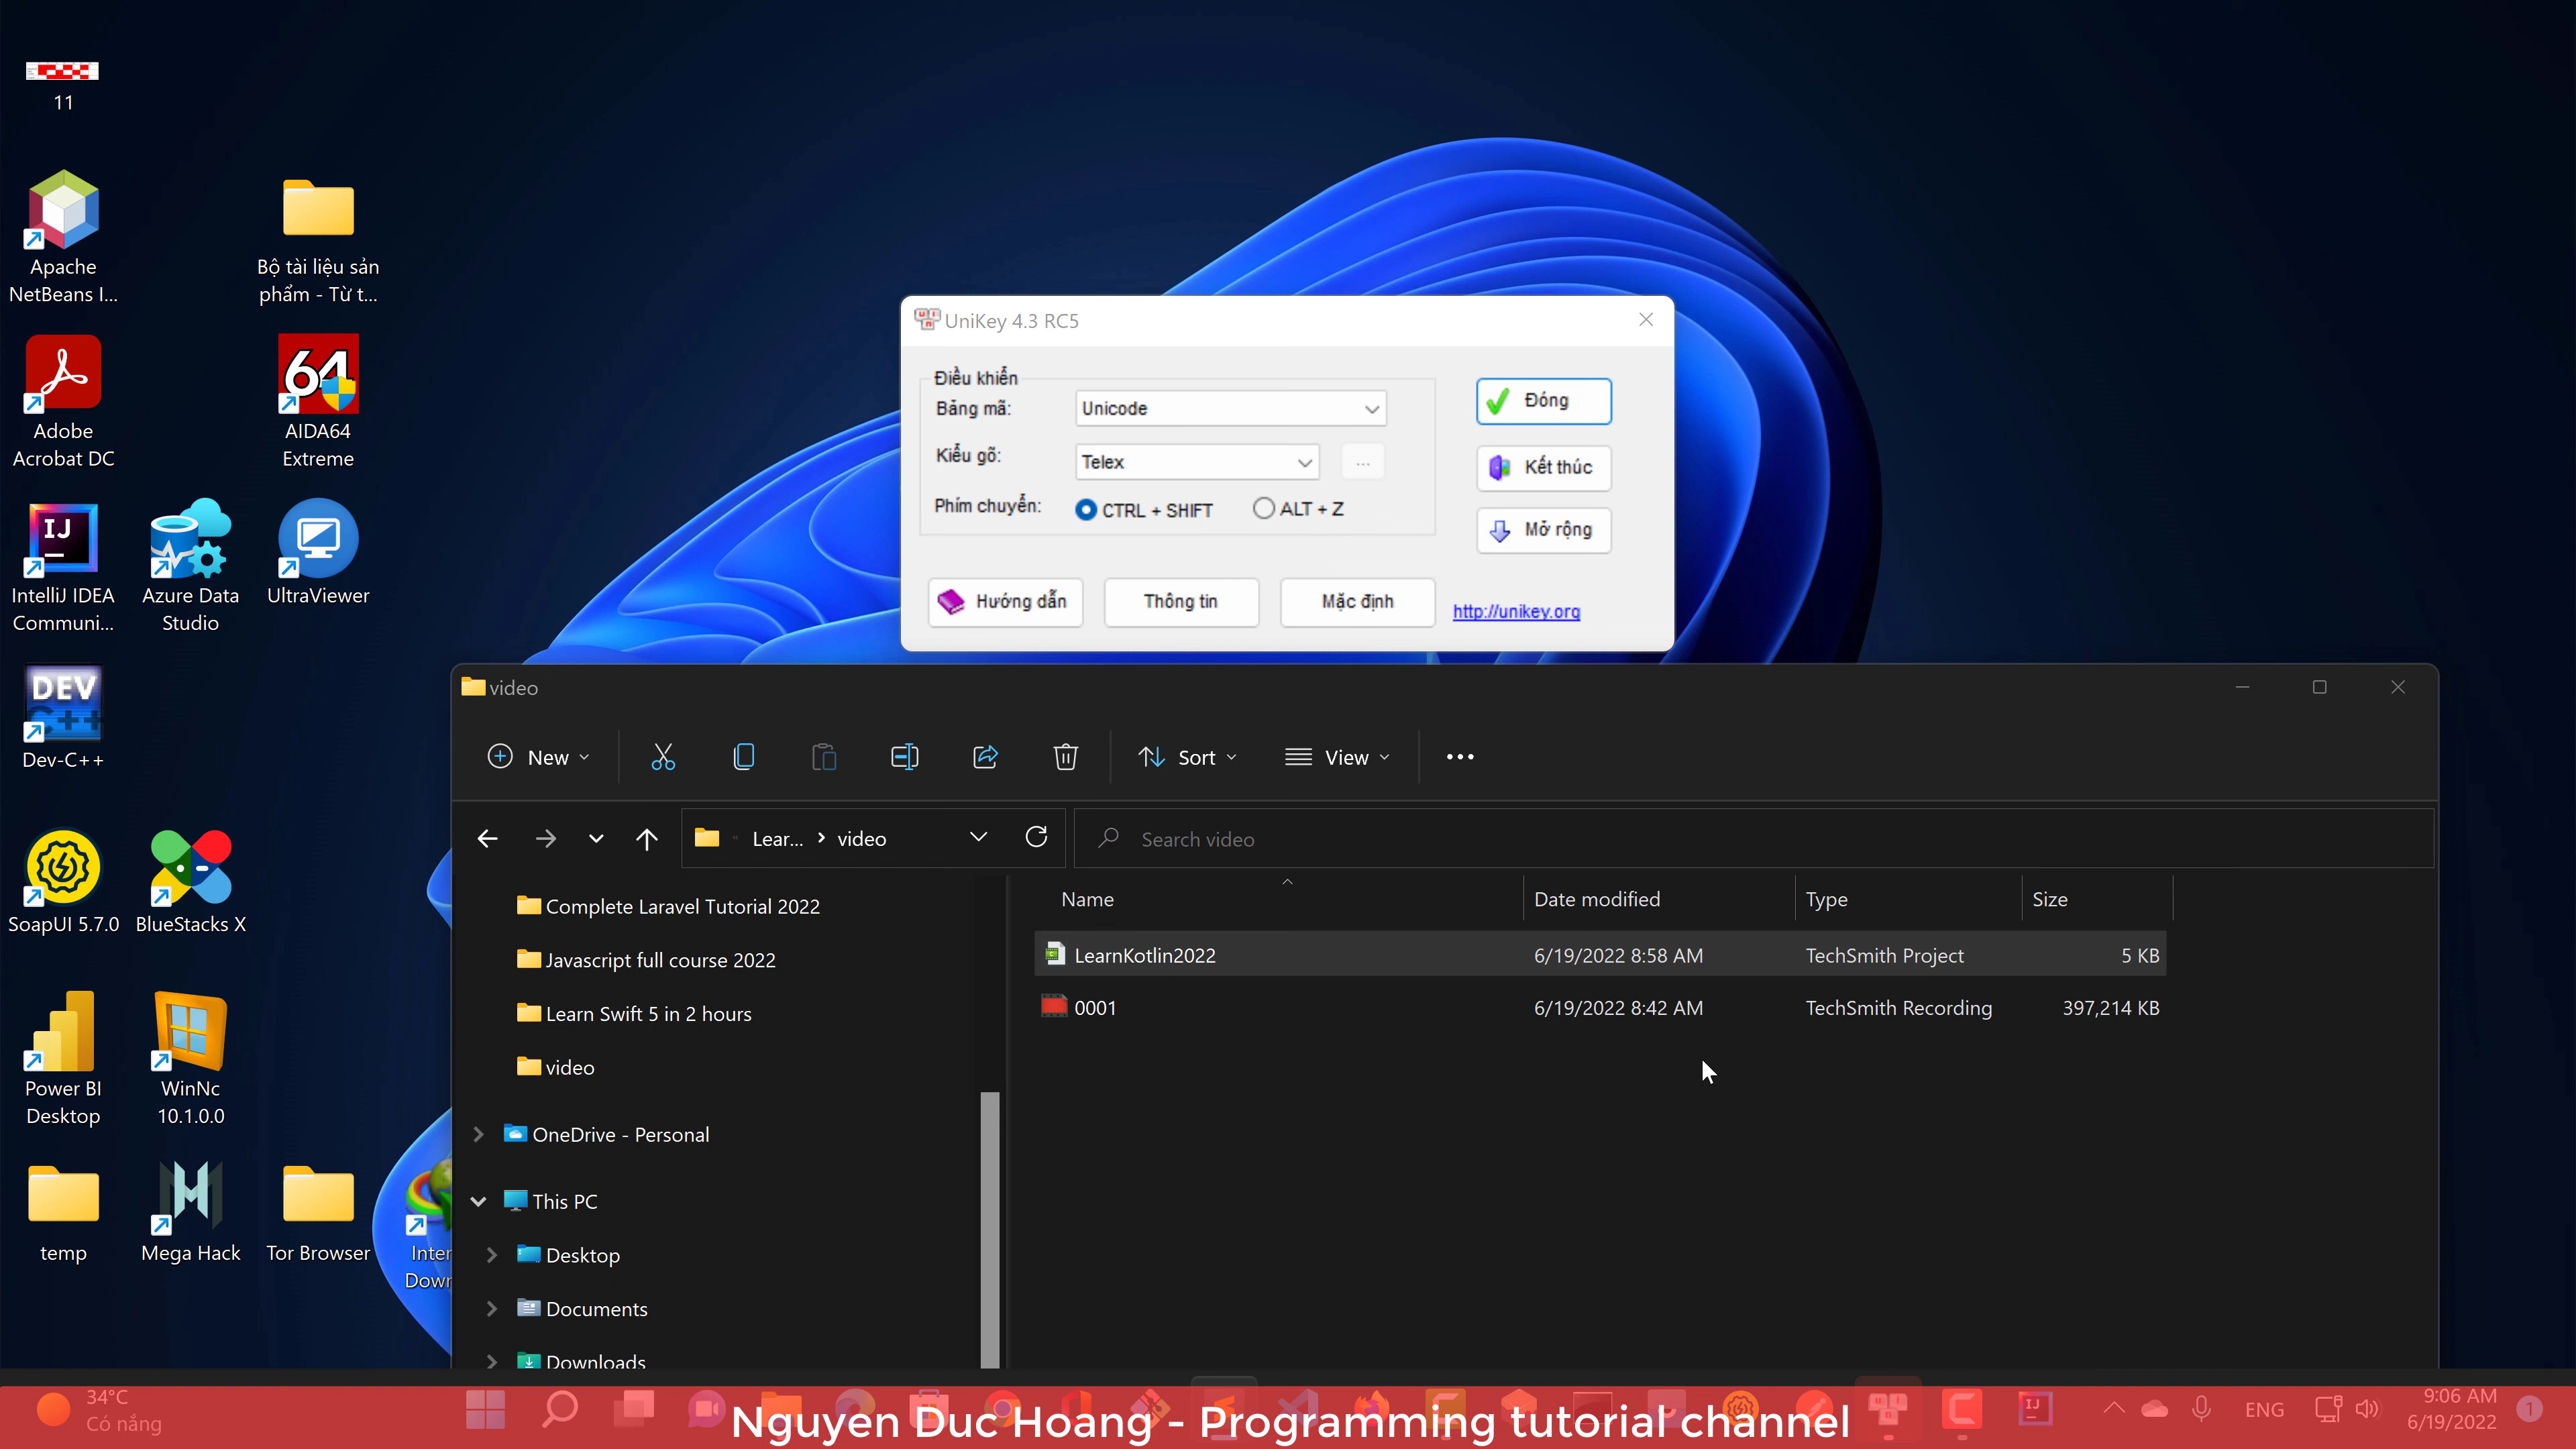 11
Apache
NetBeans I...
Bộ tài liệu sản
phẩm - Từ t...
Adobe
Acrobat DC
64
AIDA64
Extreme
IJ
IntelliJ IDEA
Communi...
Azure Data
Studio
UltraViewer
DEV
C++
Dev-C++
SoapUI 5.7.0
BlueStacks X
Power BI
Desktop
WinNc
10.1.0.0
temp
Mega Hack
Tor Browser
Inter
Down
UniKey 4.3 RC5
Điều khiển
Bảng mã:
Unicode
Kiểu gõ:
Telex
...
Phím chuyển:
CTRL + SHIFT
ALT + Z
Đóng
Kết thúc
Mở rộng
Hướng dẫn
Thông tin
Mặc định
http://unikey.org
video
New
Sort
View
Lear...
video
Search video
Complete Laravel Tutorial 2022
Javascript full course 2022
Learn Swift 5 in 2 hours
video
OneDrive - Personal
This PC
Desktop
Documents
Downloads
Name
Date modified
Type
Size
LearnKotlin2022
6/19/2022 8:58 AM
TechSmith Project
5 KB
0001
6/19/2022 8:42 AM
TechSmith Recording
397,214 KB
34°C
Có nắng
Nguyen Duc Hoang - Programming tutorial channel
IJ
ENG
9:06 AM
6/19/2022
1